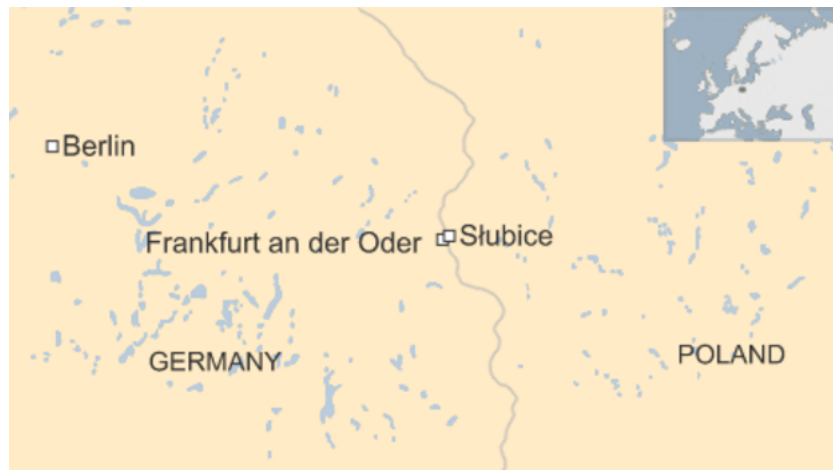 Berlin
Frankfurt an der Oder
Słubice
GERMANY
POLAND